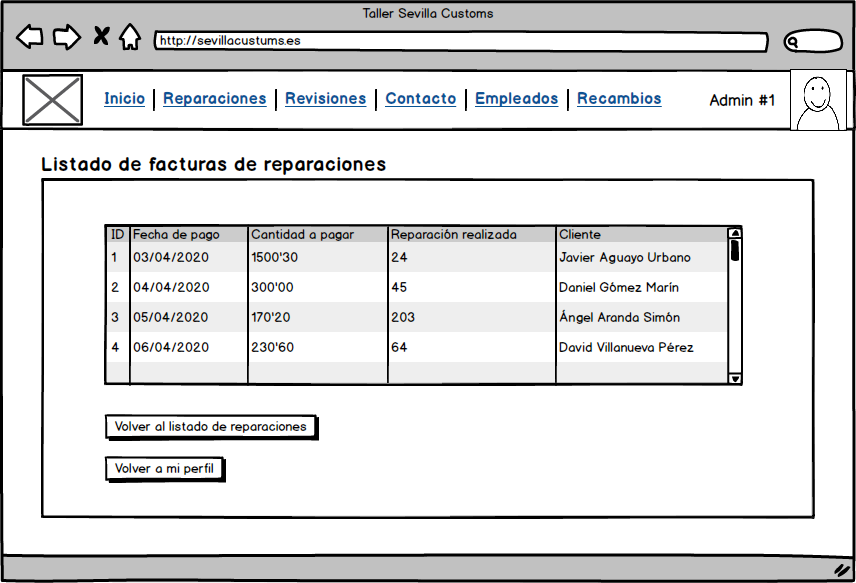 Taller Sevilla Customs
http://sevillacustums.es
Inicio | Reparaciones | Revisiones | Contacto | Empleados | Recambios Admin #1
Listado de facturas de reparaciones
ID Fecha de pago Cantidad a pagar Reparación realizada Cliente
1 03/04/2020 1500'30 24 Javier Aguayo Urbano
2 04/04/2020 300'00 45 Daniel Gómez Marín
3 05/04/2020 170'20 203 Ángel Aranda Simón
4 06/04/2020 230'60 64 David Villanueva Pérez
Volver al listado de reparaciones
Volver a mi perfil